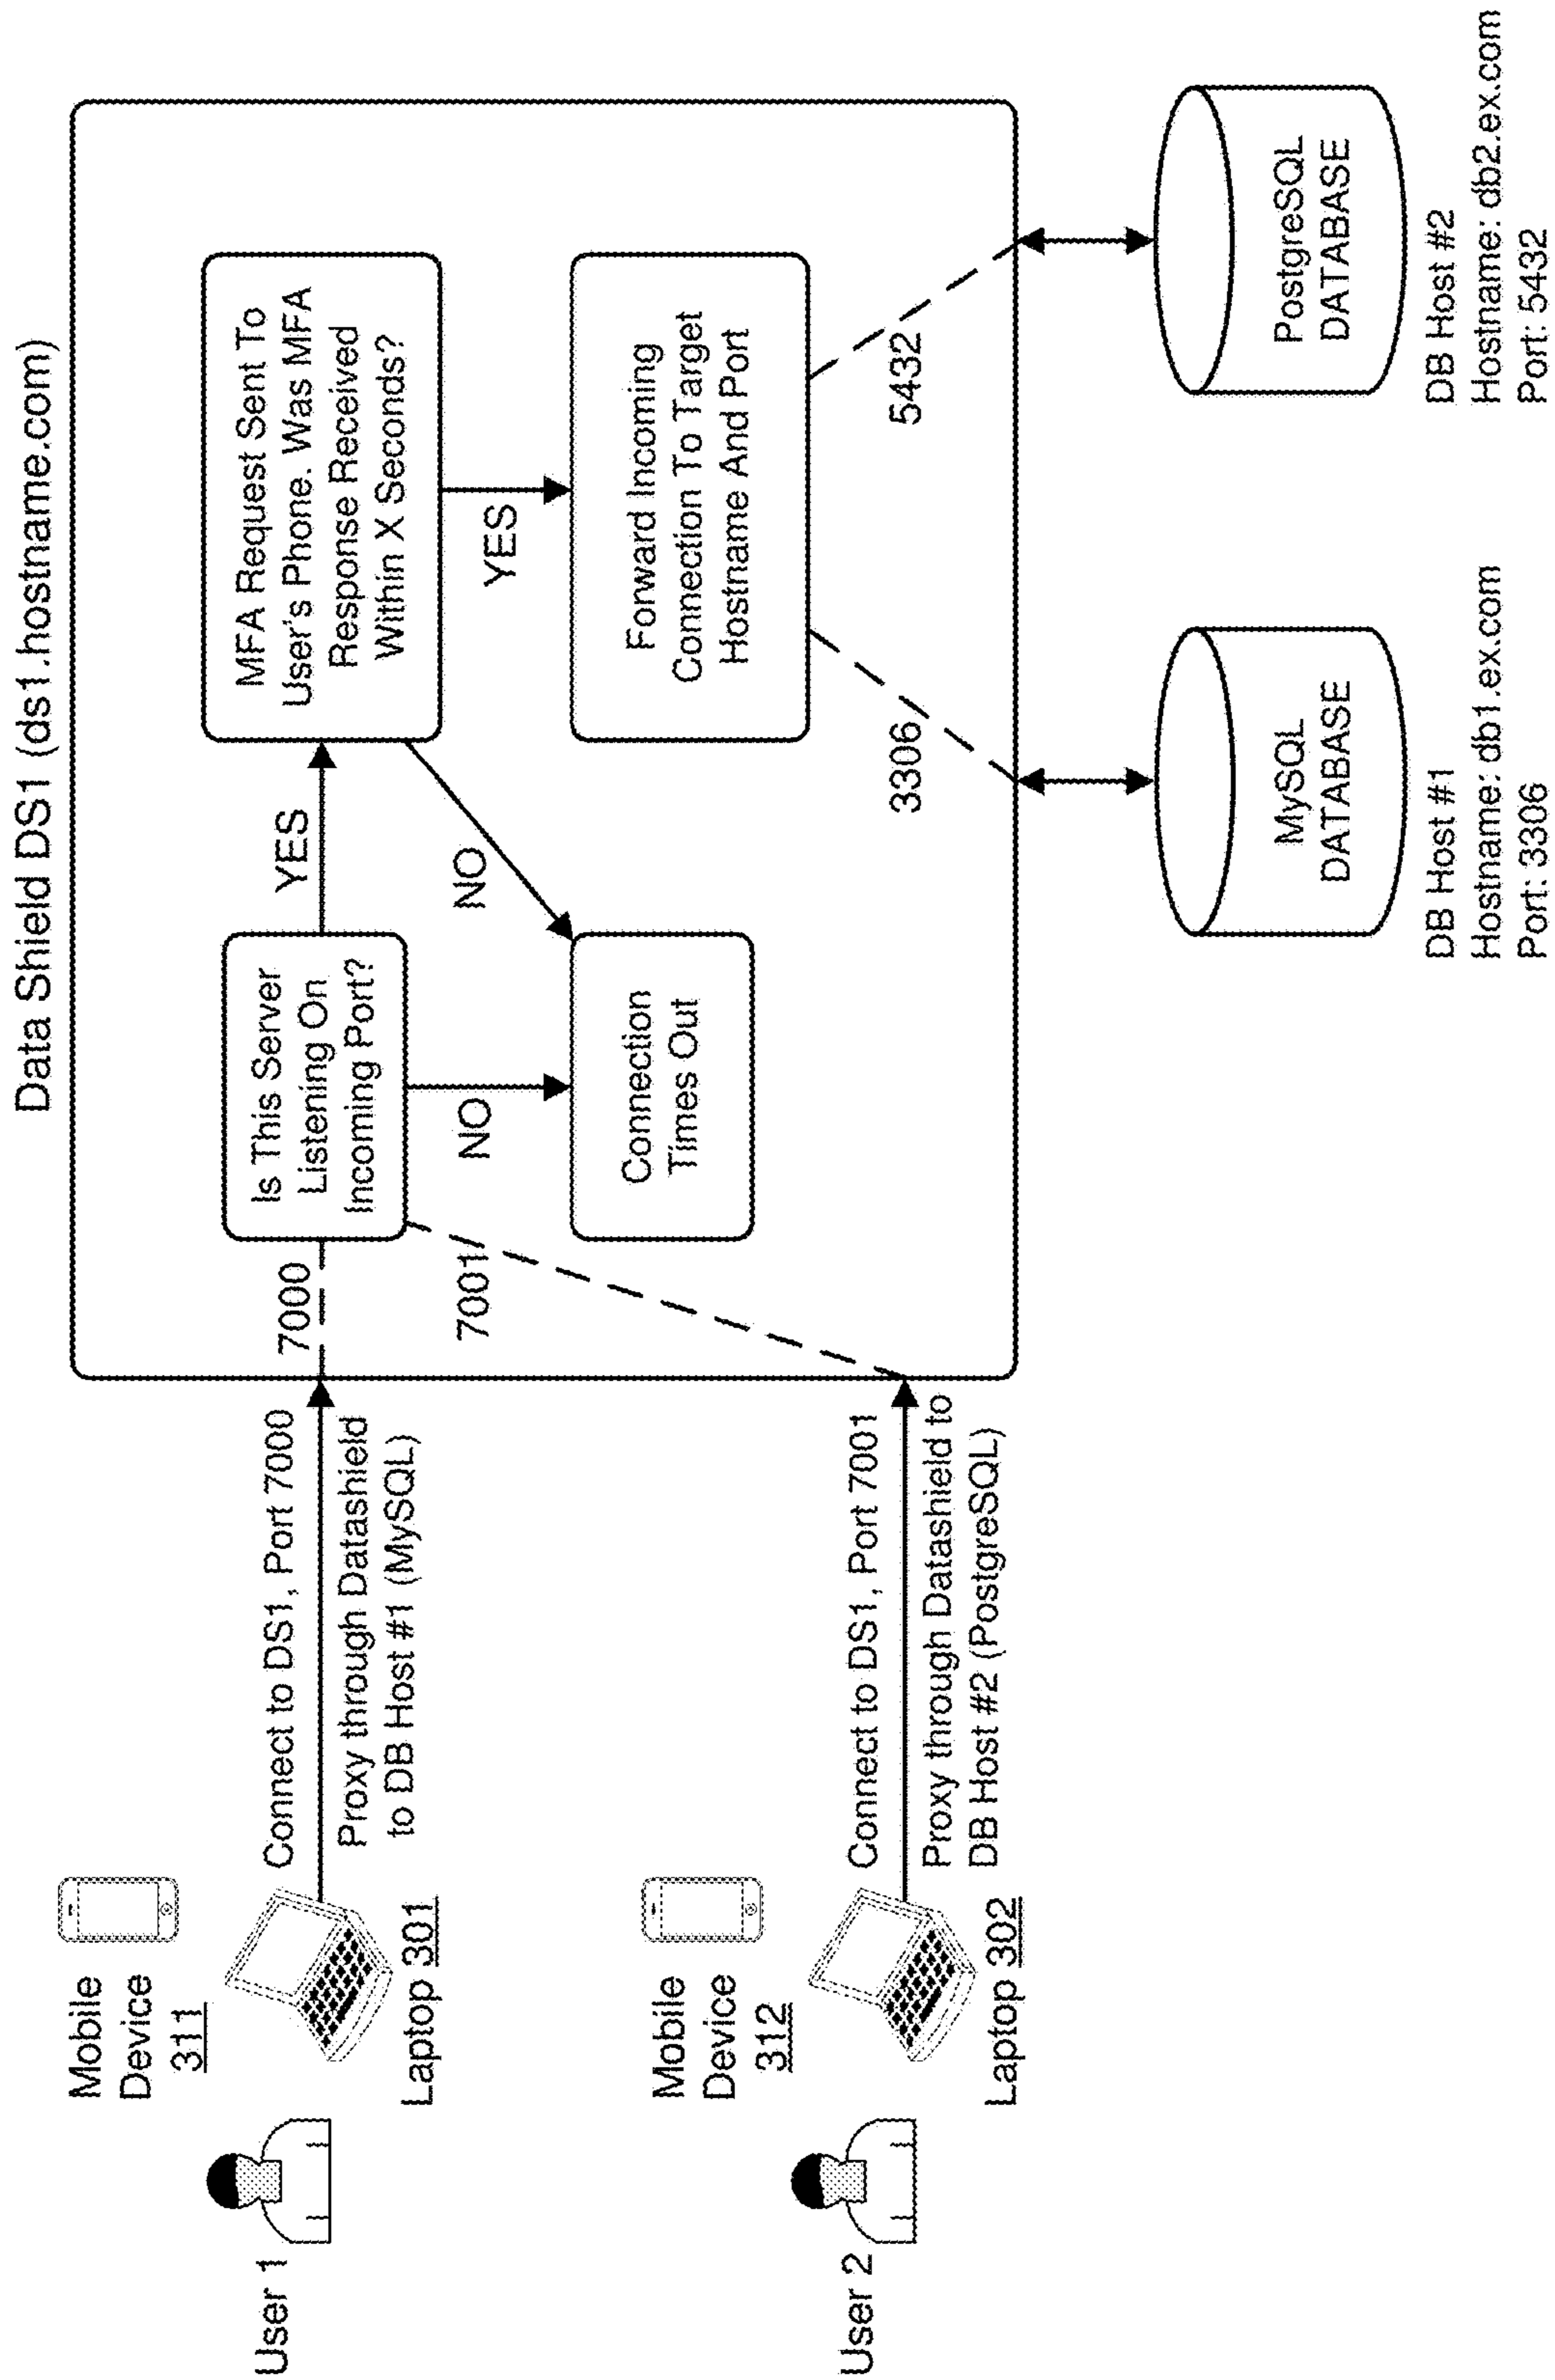 Data Shield DS1 (ds1.hostname.com)
Mobile
Device
311
User 1
Laptop 301
Connect to DS1, Port 7000
Proxy through Datashield
to DB Host #1 (MySQL)
7000
Is This Server
Listening On
Incoming Port?
YES
MFA Request Sent To
User's Phone. Was MFA
Response Received
Within X Seconds?
NO
NO
YES
7001
Connection
Times Out
Forward Incoming
Connection To Target
Hostname And Port
Mobile
Device
312
User 2
Laptop 302
Connect to DS1, Port 7001
Proxy through Datashield to
DB Host #2 (PostgreSQL)
3306
5432
MySQL
DATABASE
PostgreSQL
DATABASE
DB Host #1
Hostname: db1.ex.com
Port: 3306
DB Host #2
Hostname: db2.ex.com
Port: 5432